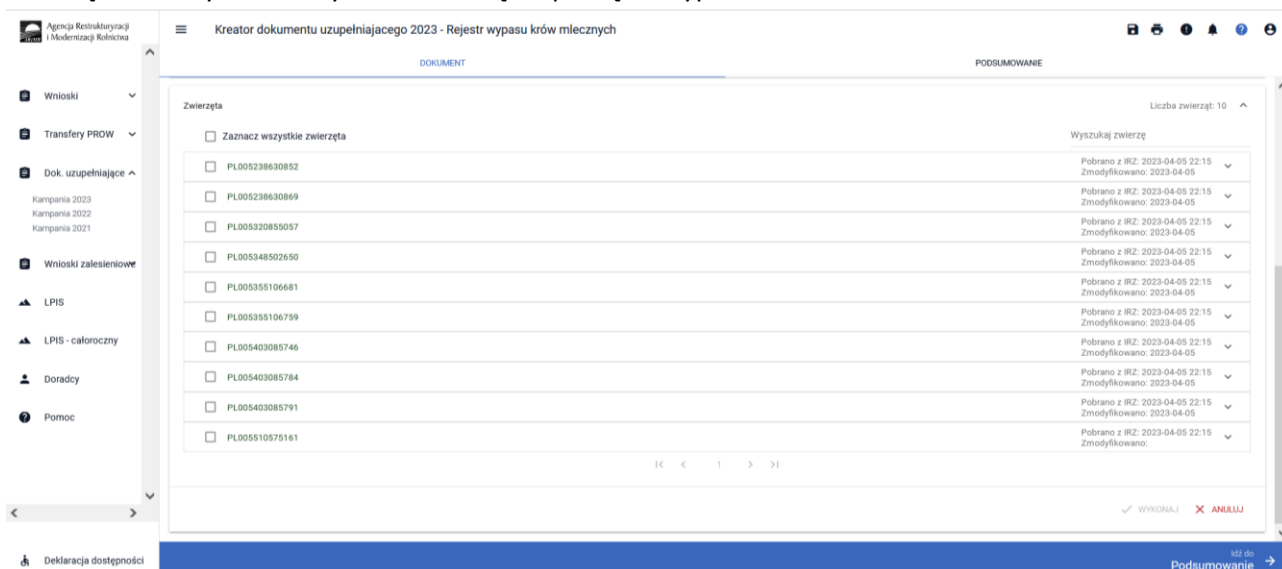 Agencja Restrukturyzacji
i Modernizacji Rolnictwa
Kreator dokumentu uzupełniajacego 2023 - Rejestr wypasu krów mlecznych
DOKUMENT
PODSUMOWANIE
Wnioski
Transfery PROW
Dok. uzupełniające
Kampania 2023
Kampania 2022
Kampania 2021
Wnioski zalesieniowe
LPIS
LPIS - całoroczny
Doradcy
Pomoc
Deklaracja dostępności
Zwierzęta
Liczba zwierząt: 10
Zaznacz wszystkie zwierzęta
Wyszukaj zwierzę
PL005238630852
Pobrano z IRZ: 2023-04-05 22:15
Zmodyfikowano: 2023-04-05
PL005238630869
Pobrano z IRZ: 2023-04-05 22:15
Zmodyfikowano: 2023-04-05
PL005320855057
Pobrano z IRZ: 2023-04-05 22:15
Zmodyfikowano: 2023-04-05
PL005348502650
Pobrano z IRZ: 2023-04-05 22:15
Zmodyfikowano: 2023-04-05
PL005355106681
Pobrano z IRZ: 2023-04-05 22:15
Zmodyfikowano: 2023-04-05
PL005355106759
Pobrano z IRZ: 2023-04-05 22:15
Zmodyfikowano: 2023-04-05
PL005403085746
Pobrano z IRZ: 2023-04-05 22:15
Zmodyfikowano: 2023-04-05
PL005403085784
Pobrano z IRZ: 2023-04-05 22:15
Zmodyfikowano: 2023-04-05
PL005403085791
Pobrano z IRZ: 2023-04-05 22:15
Zmodyfikowano: 2023-04-05
PL005510575161
Pobrano z IRZ: 2023-04-05 22:15
Zmodyfikowano:
1
WYKONAJ
ANULUJ
Idź do
Podsumowanie